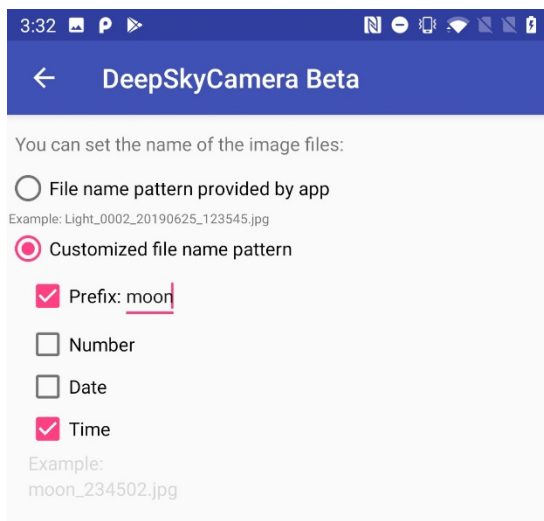 3:32
DeepSkyCamera Beta
You can set the name of the image files:
File name pattern provided by app
Example: Light_0002_20190625_123545.jpg
Customized file name pattern
Prefix: moon
Number
Date
Time
Example:
moon_234502.jpg